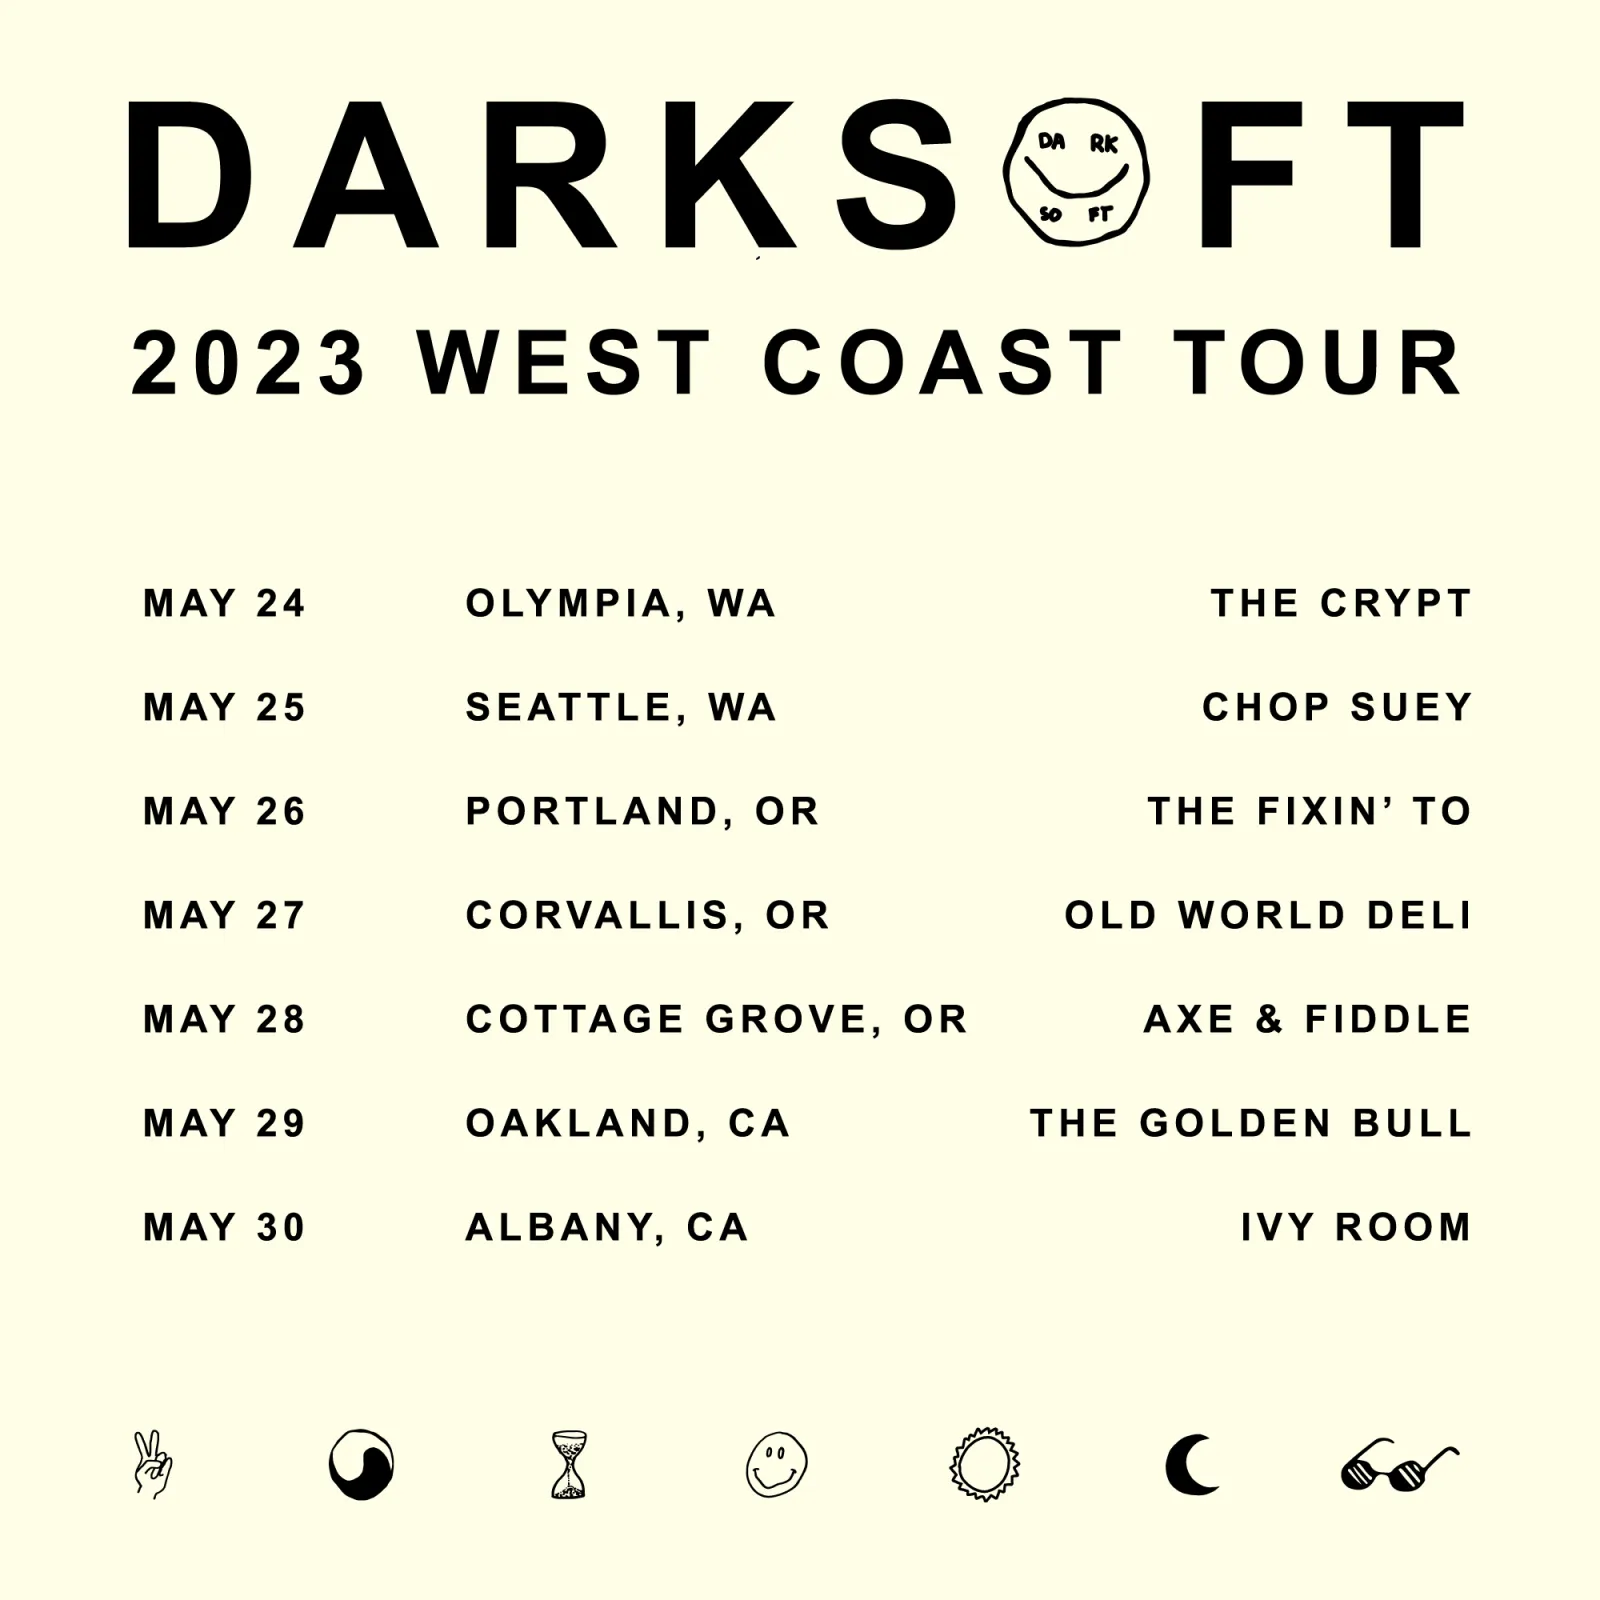 DARKSOFT
DA RK
SO FT
2023 WEST COAST TOUR
MAY 24 OLYMPIA, WA THE CRYPT
MAY 25 SEATTLE, WA CHOP SUEY
MAY 26 PORTLAND, OR THE FIXIN’ TO
MAY 27 CORVALLIS, OR OLD WORLD DELI
MAY 28 COTTAGE GROVE, OR AXE & FIDDLE
MAY 29 OAKLAND, CA THE GOLDEN BULL
MAY 30 ALBANY, CA IVY ROOM